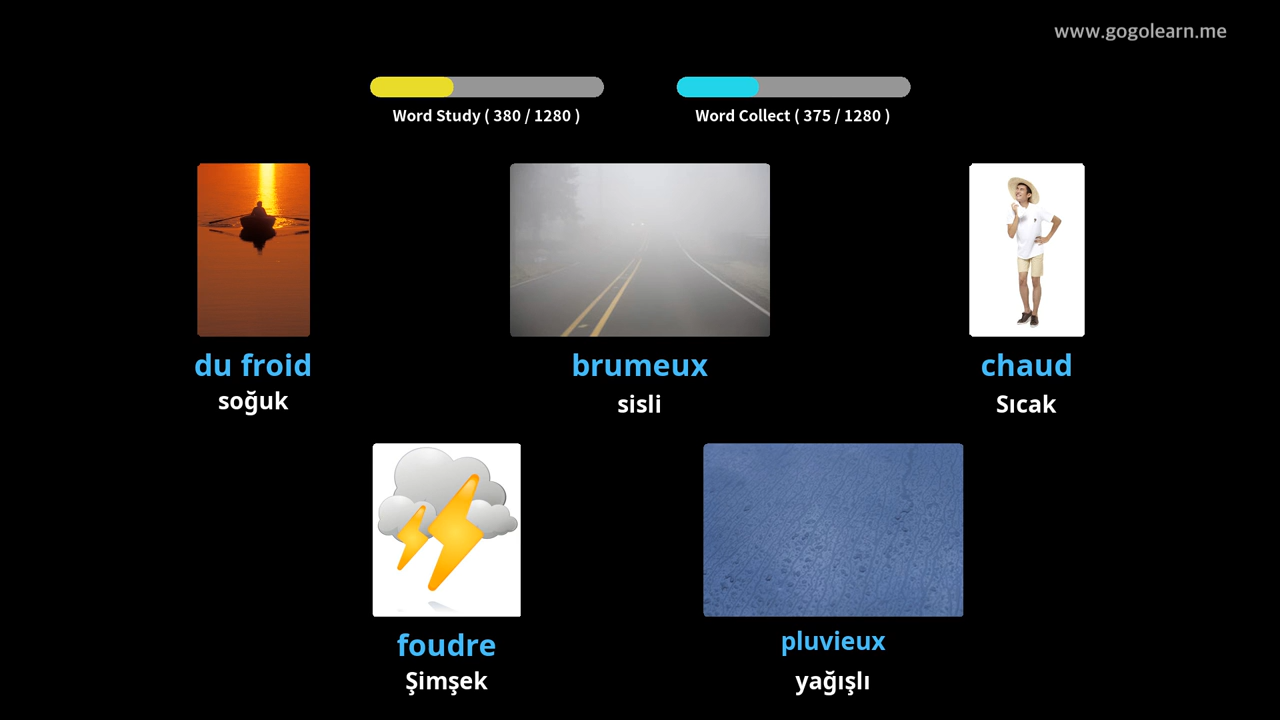 www.gogolearn.me
Word Study ( 380 / 1280 )
Word Collect ( 375 / 1280 )
du froid
soğuk
brumeux
sisli
chaud
Sıcak
foudre
Şimşek
pluvieux
yağışlı